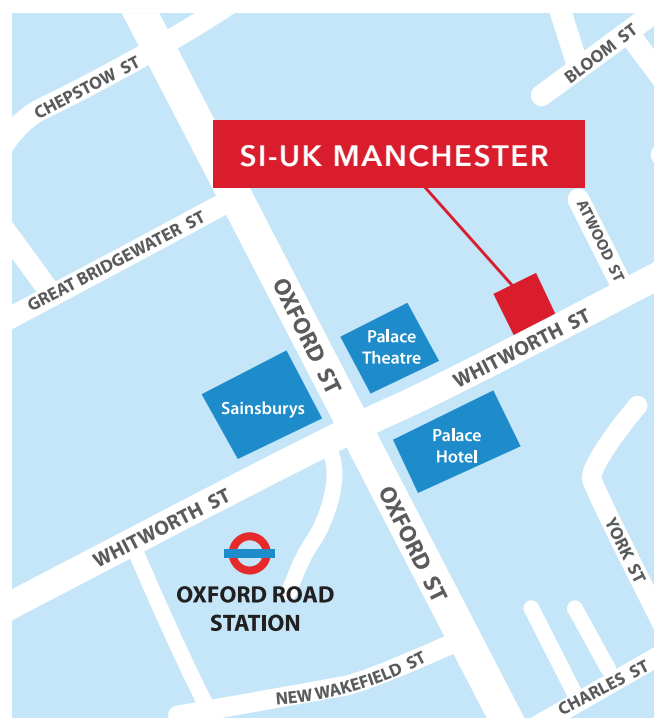 BLOOM ST
CHEPSTOW ST
SI-UK MANCHESTER
ATWOOD ST
GREAT BRIDGEWATER ST
OXFORD ST
Palace
Theatre
WHITWORTH ST
Sainsburys
Palace
Hotel
WHITWORTH ST
OXFORD ST
YORK ST
OXFORD ROAD
STATION
NEW WAKEFIELD ST
CHARLES ST